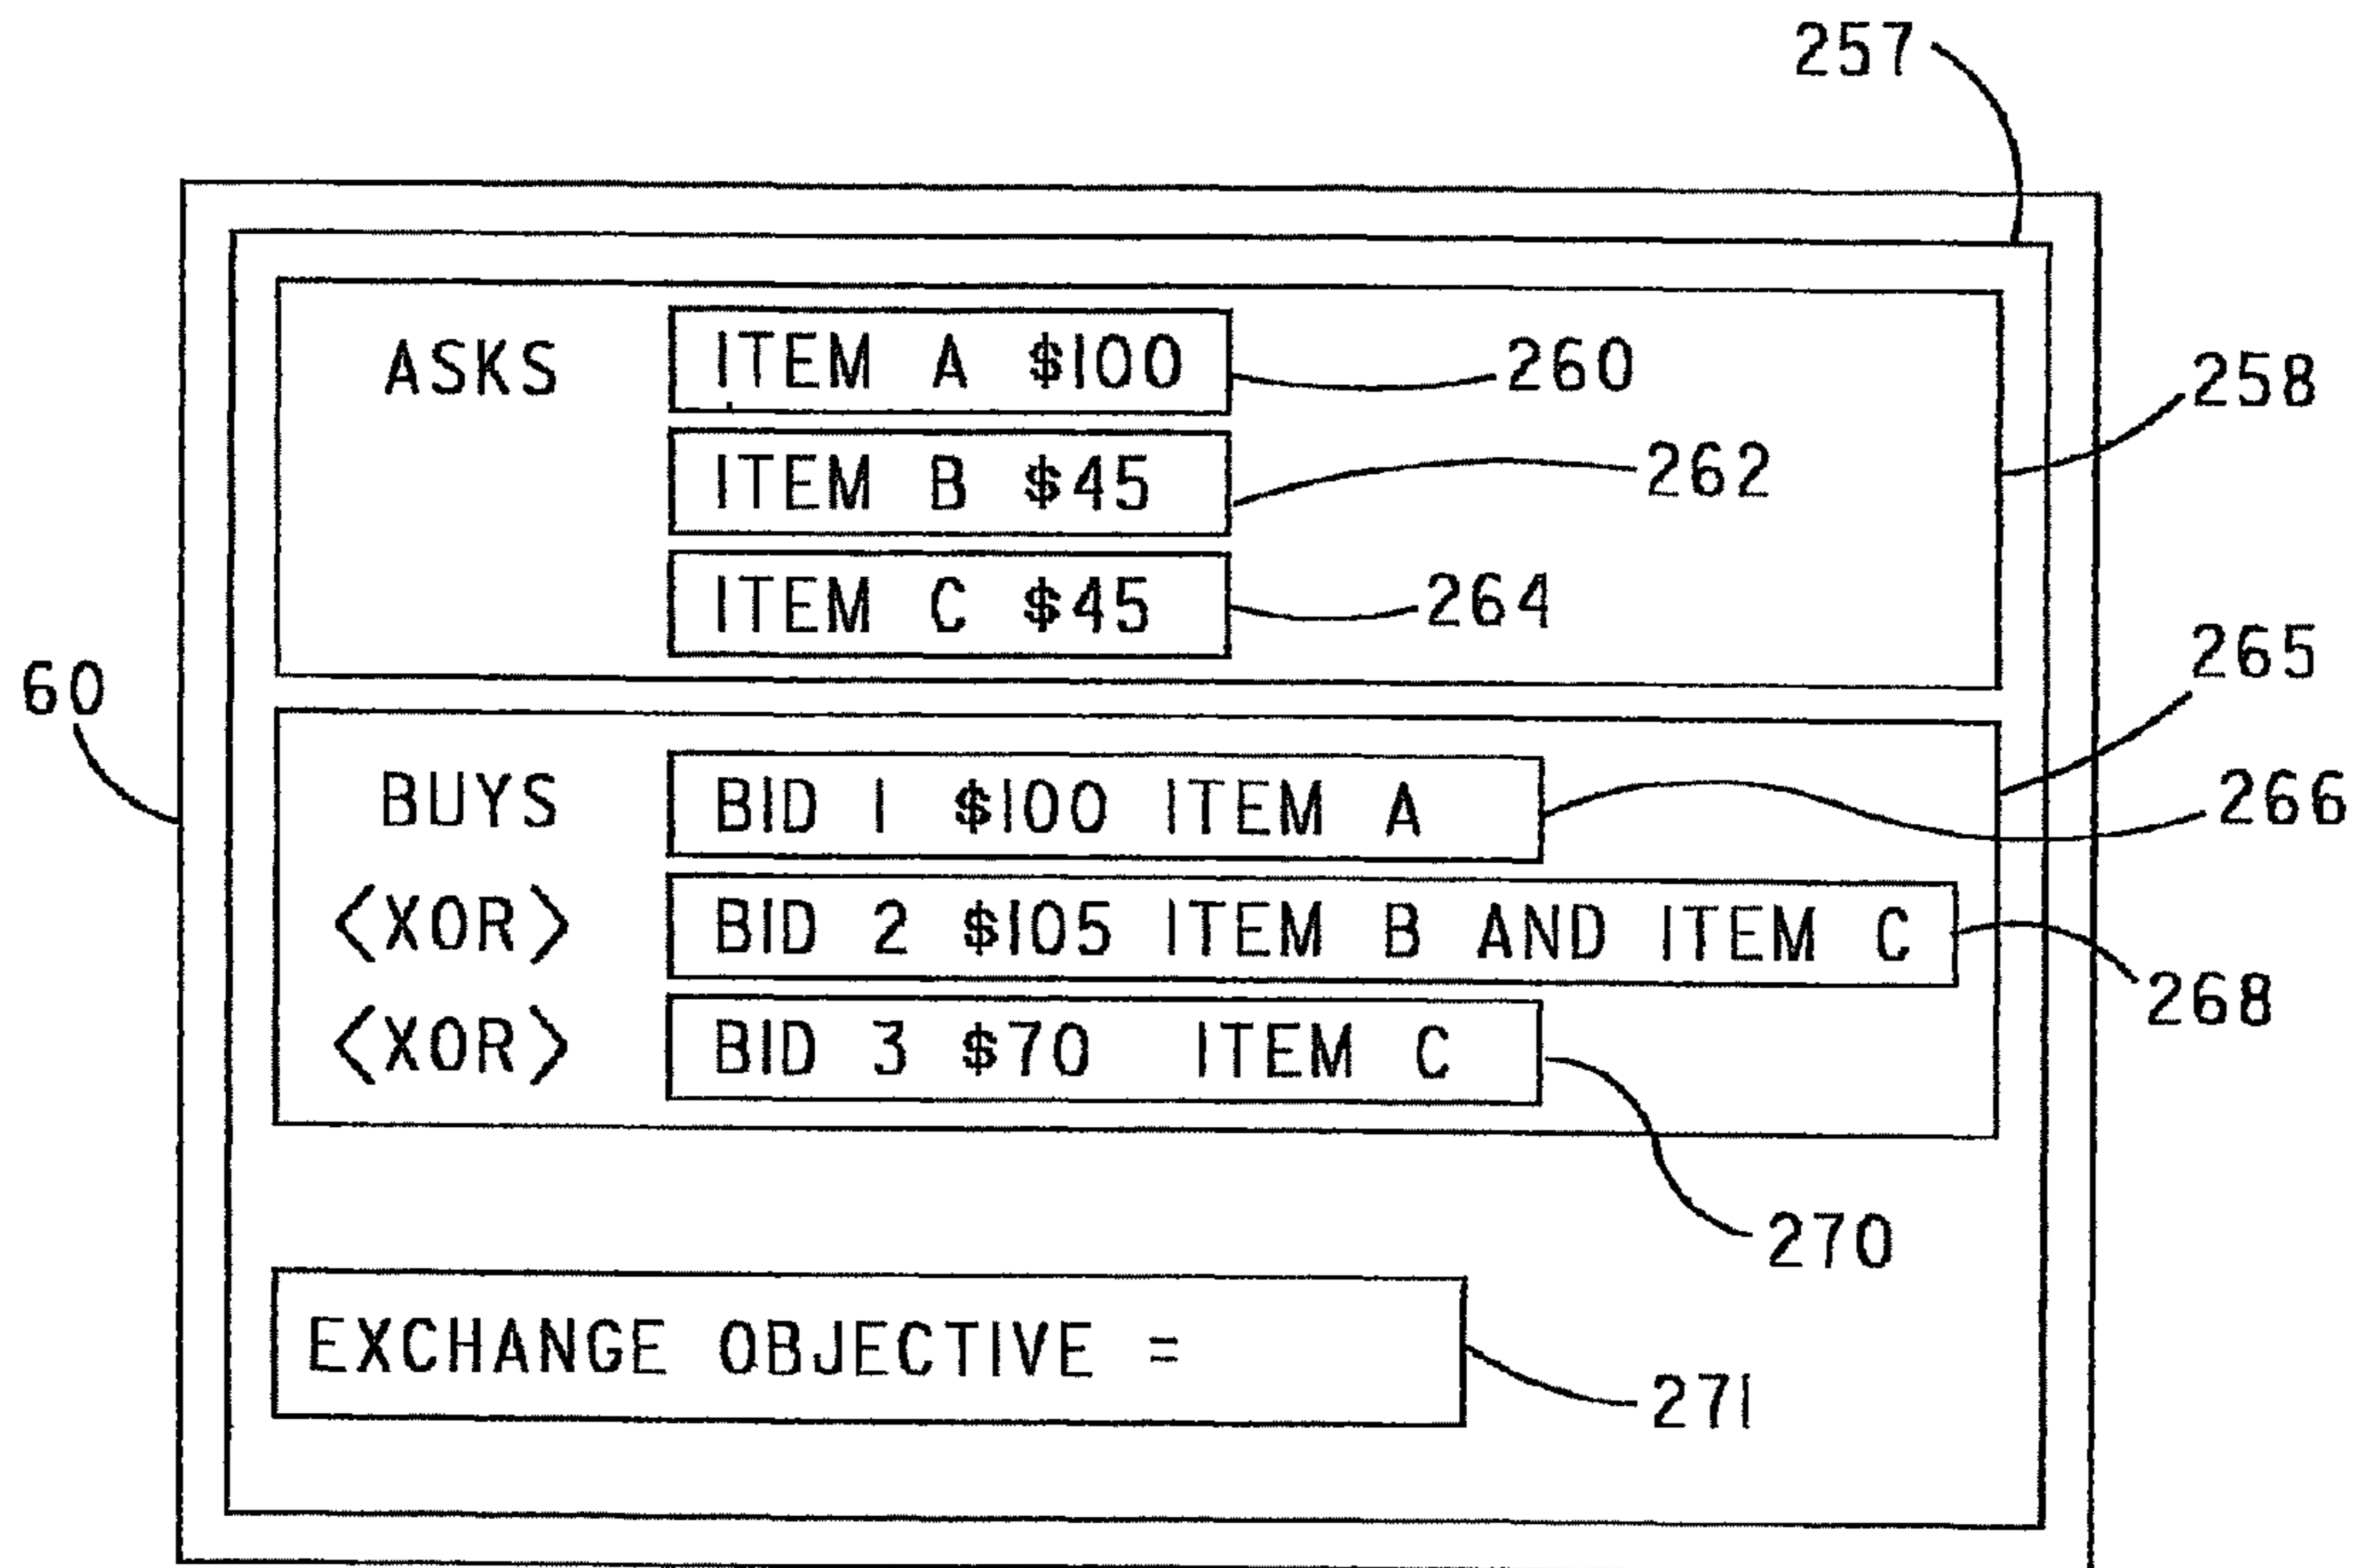 257
ASKS ITEM A $100 260
258
ITEM B $45 262
ITEM C $45 264
265
60
BUYS BID 1 $100 ITEM A 266
<XOR> BID 2 $105 ITEM B AND ITEM C
268
<XOR> BID 3 $70 ITEM C
270
EXCHANGE OBJECTIVE =
271